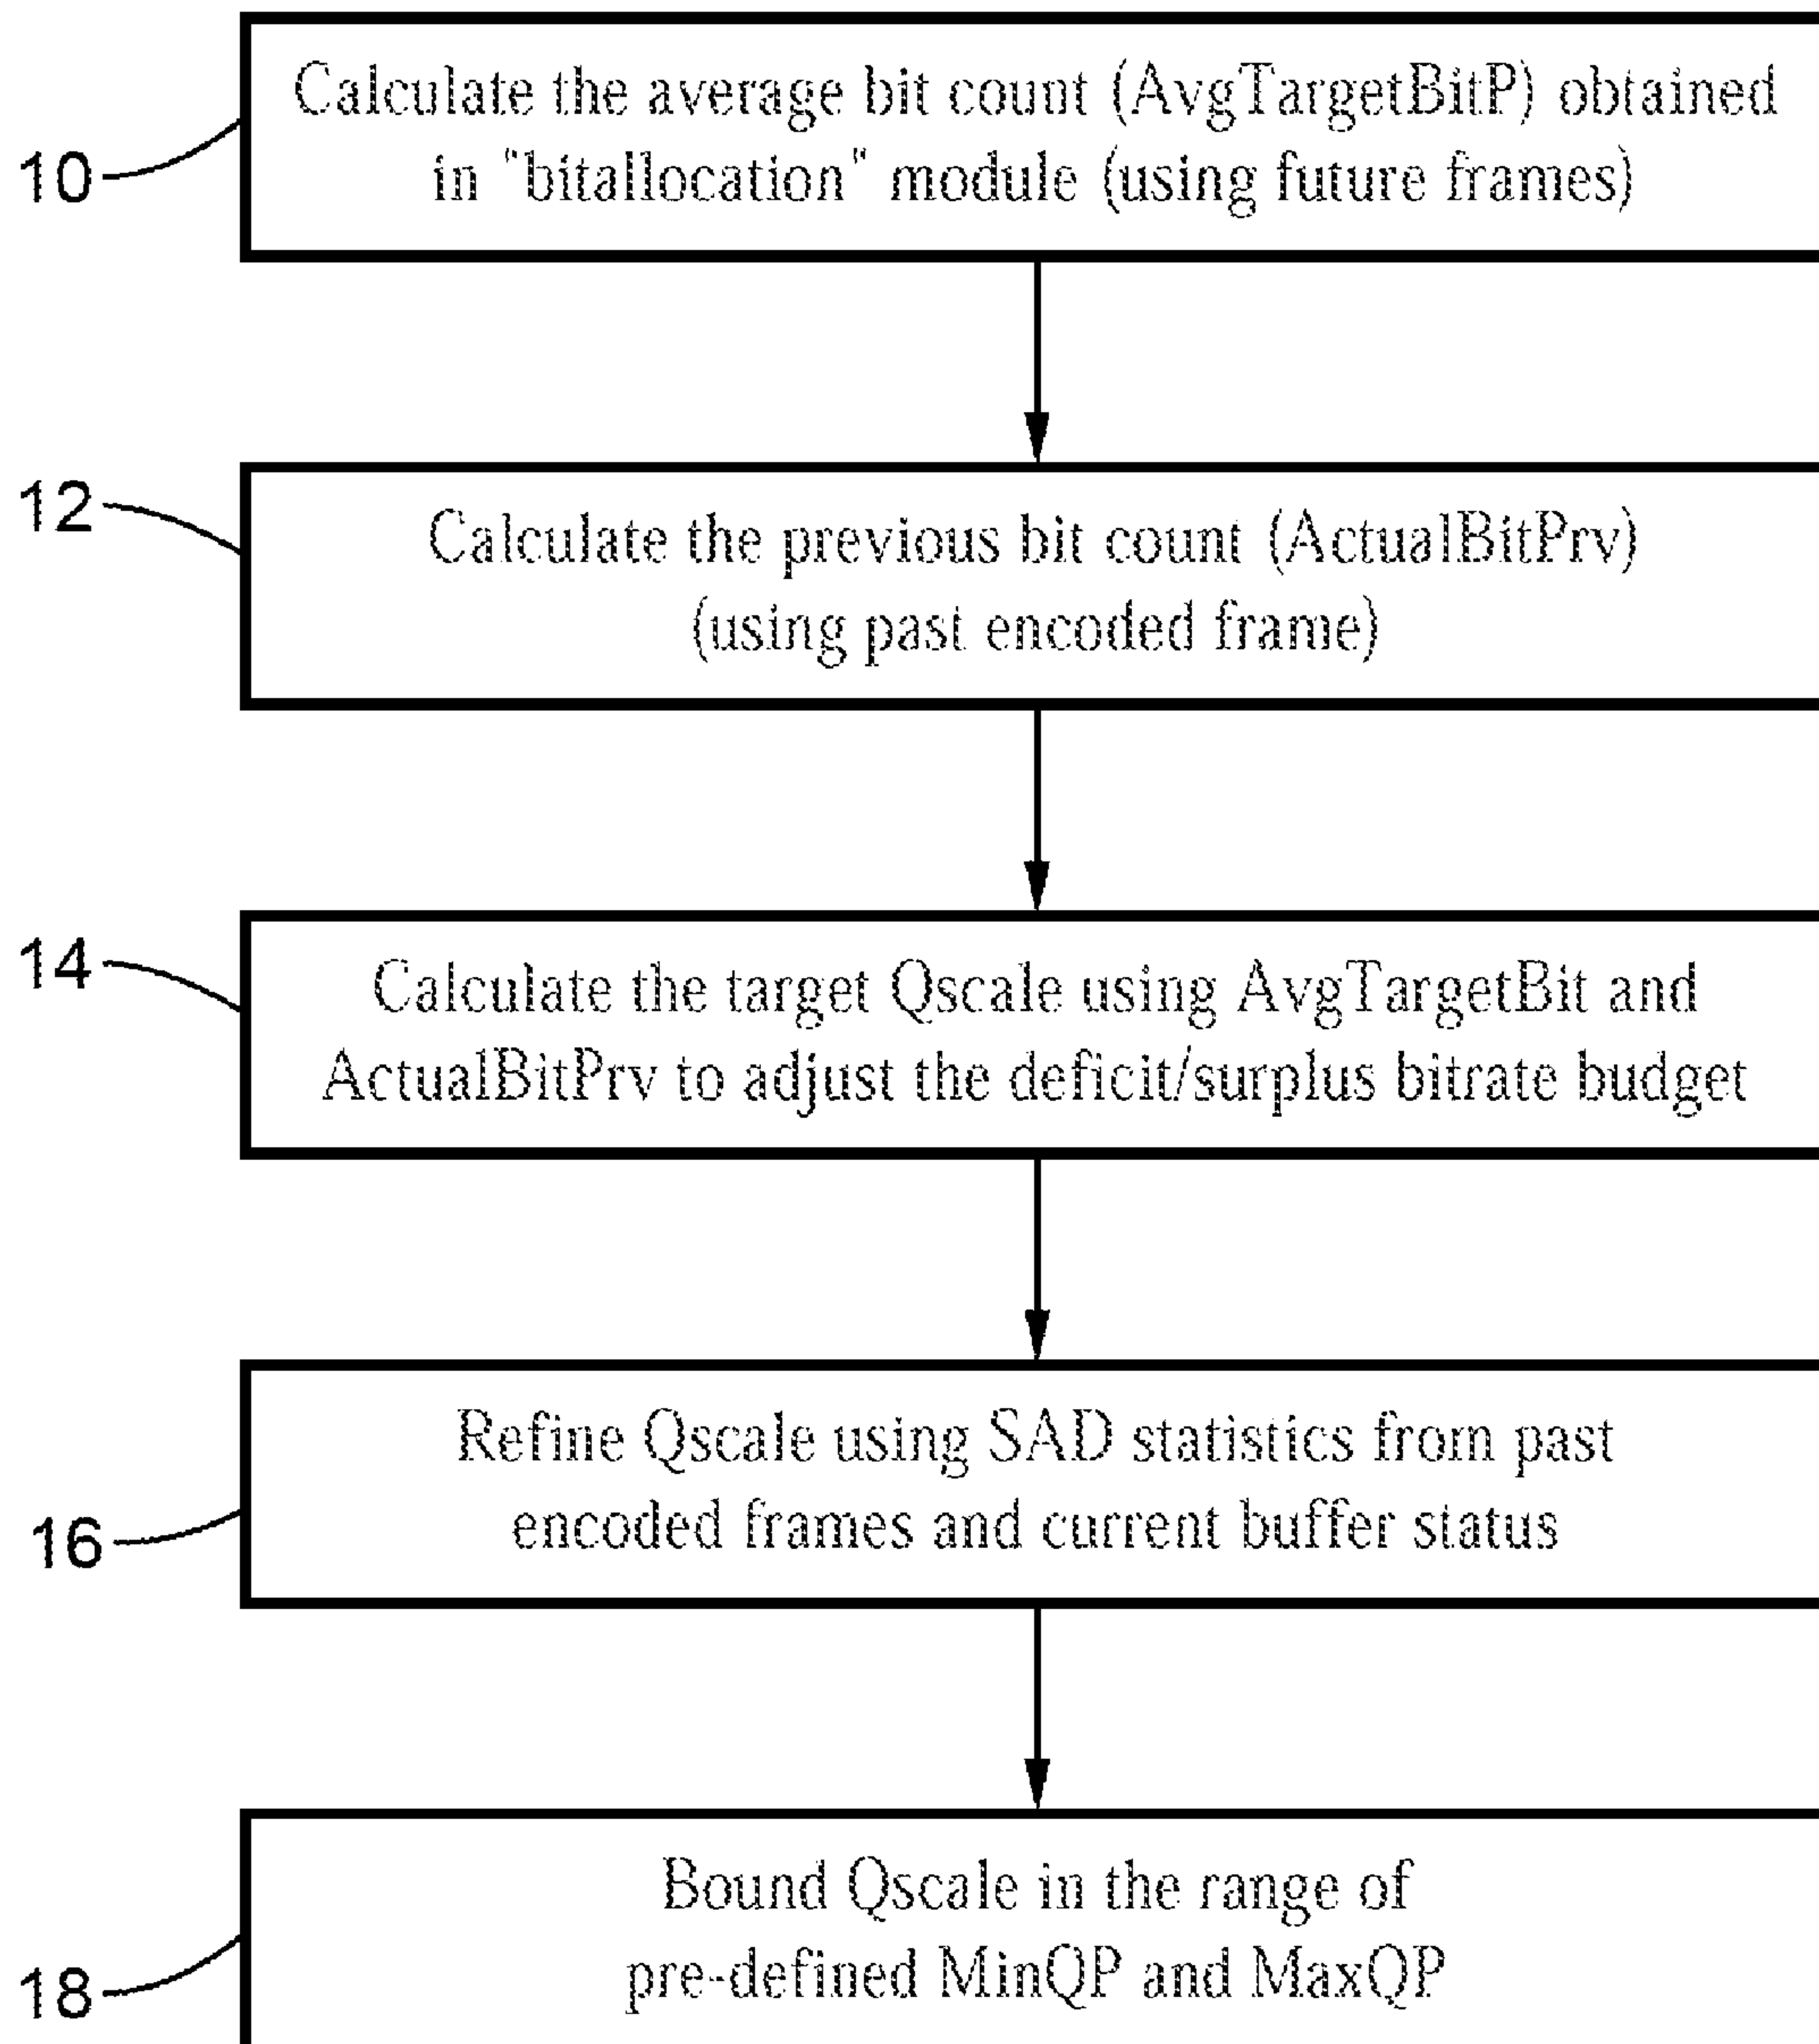 Calculate the average bit count (AvgTargetBitP) obtained
in "bitallocation" module (using future frames)
10
12
Calculate the previous bit count (ActualBitPrv)
(using past encoded frame)
14
Calculate the target Qscale using AvgTargetBit and
ActualBitPrv to adjust the deficit/surplus bitrate budget
Refine Qscale using SAD statistics from past
encoded frames and current buffer status
16
Bound Qscale in the range of
pre-defined MinQP and MaxQP
18